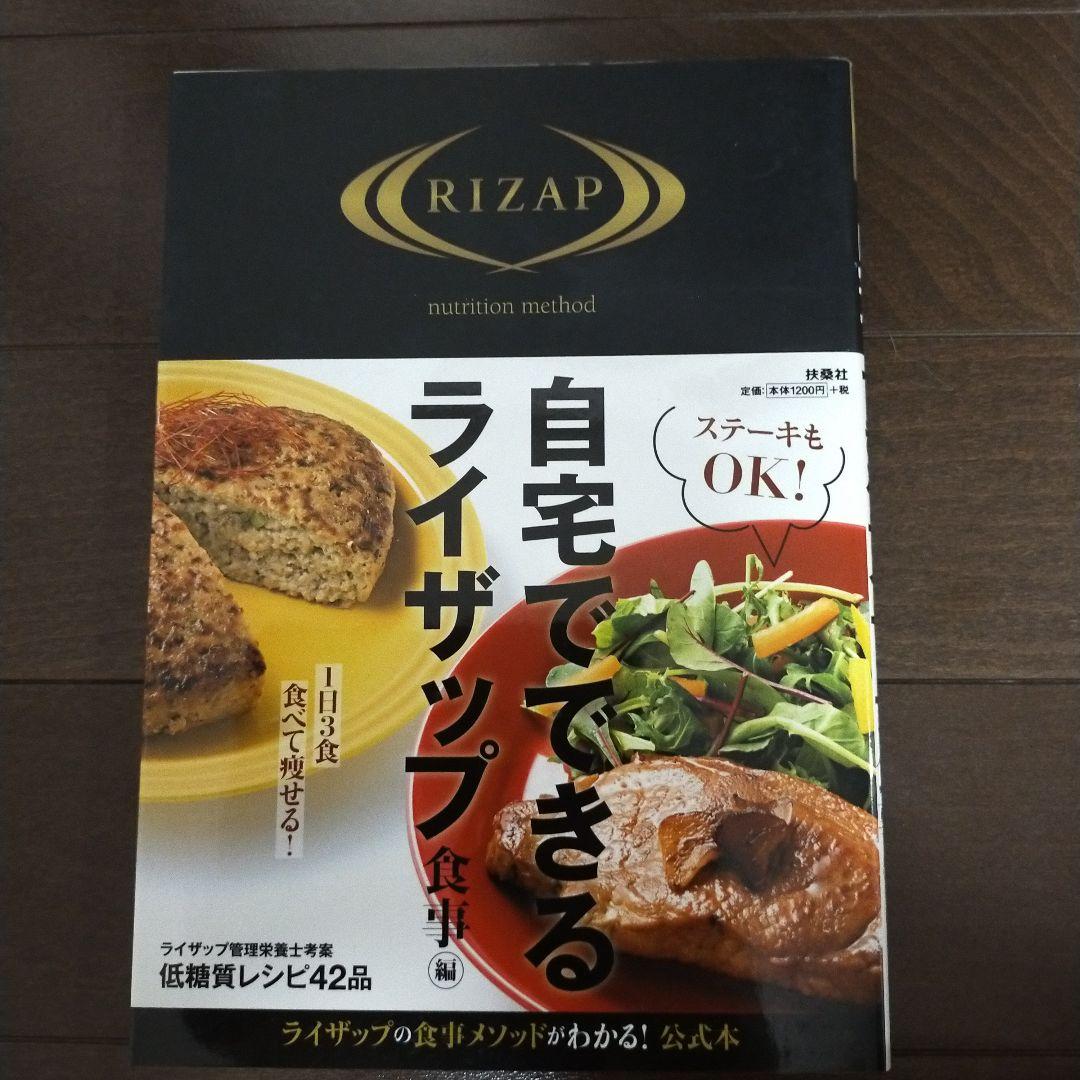 RIZAP
nutrition method
扶桑社
定価:本体1200円+税
ステーキも
OK!
自宅でできる
ライザップ
食事編
1日3食
食べて痩せる!
ライザップ管理栄養士考案
低糖質レシピ42品
ライザップの食事メソッドがわかる! 公式本